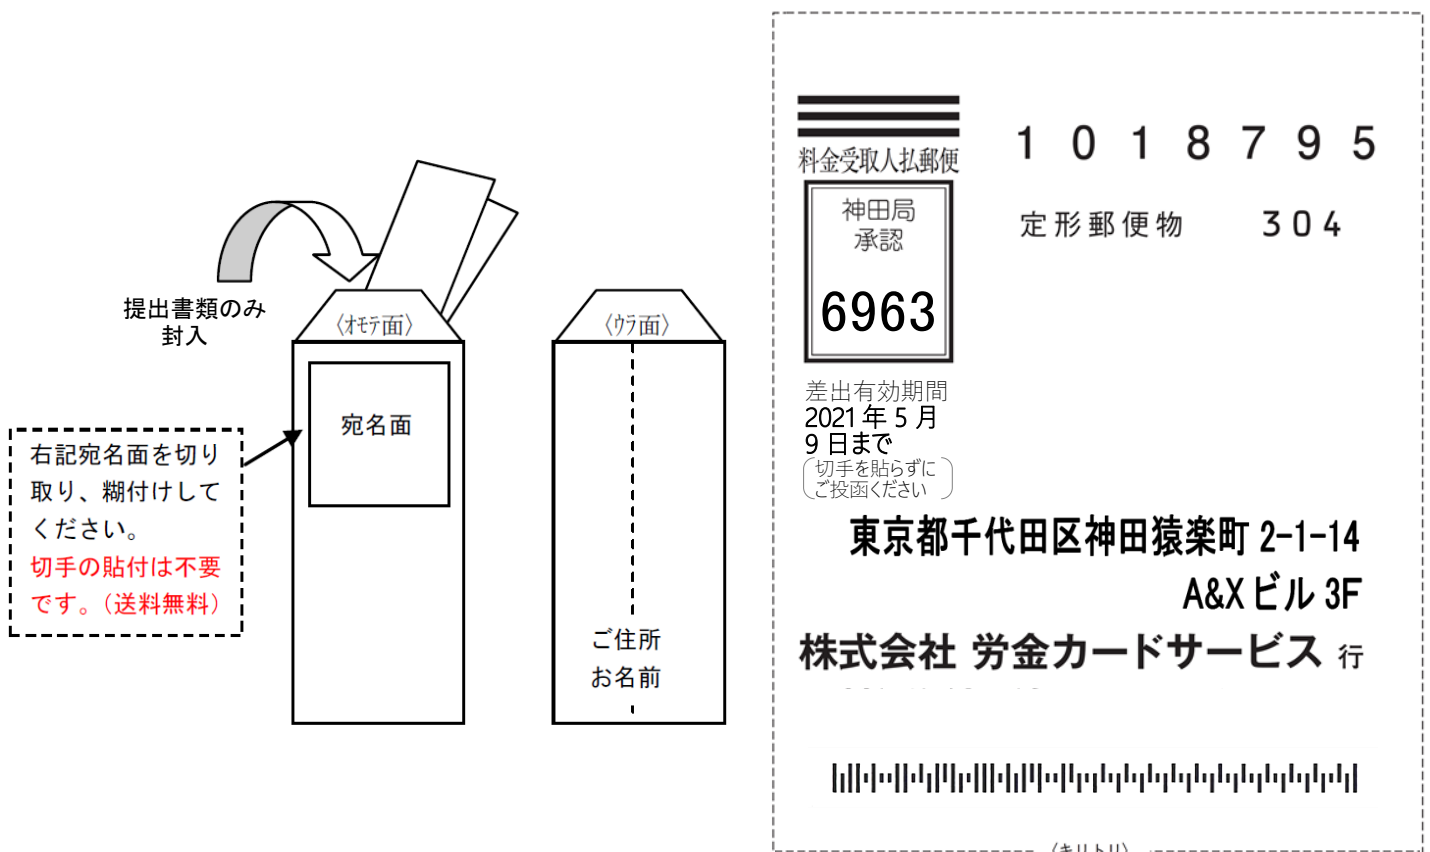 提出書類のみ
封入
〈ｵﾓﾃ面〉
宛名面
右記宛名面を切り
取り、糊付けして
ください。
切手の貼付は不要
です。（送料無料）
〈ｳﾗ面〉
ご住所
お名前
料金受取人払郵便
神田局
承認
6963
差出有効期間
2021年5月
9日まで
切手を貼らずに
ご投函ください
1018795
定形郵便物 304
東京都千代田区神田猿楽町2-1-14
A&Xビル3F
株式会社 労金カードサービス 行
〈キリトリ〉